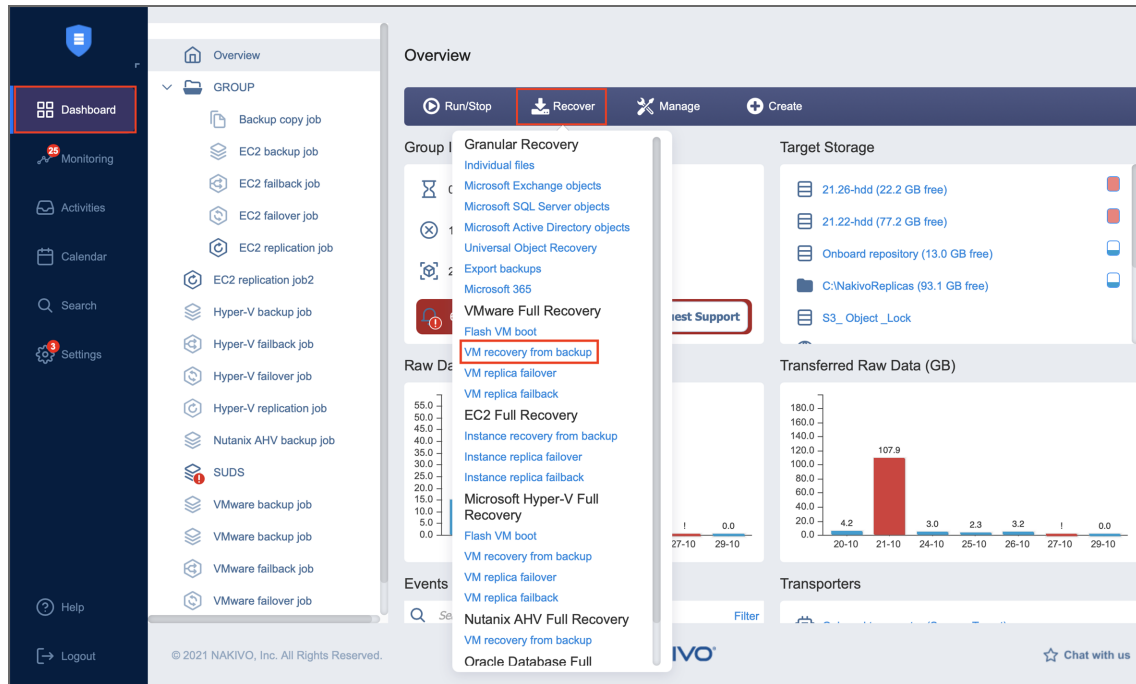 Dashboard
25
Monitoring
Activities
Calendar
Search
3
Settings
Help
Logout
Overview
GROUP
Backup copy job
EC2 backup job
EC2 failback job
EC2 failover job
EC2 replication job
EC2 replication job2
Hyper-V backup job
Hyper-V failback job
Hyper-V failover job
Hyper-V replication job
Nutanix AHV backup job
SUDS
VMware backup job
VMware backup job
VMware failback job
VMware failover job
Overview
Run/Stop
Recover
Manage
Create
Group
Granular Recovery
Individual files
Microsoft Exchange objects
Microsoft SQL Server objects
Microsoft Active Directory objects
Universal Object Recovery
Export backups
Microsoft 365
VMware Full Recovery
Flash VM boot
VM recovery from backup
VM replica failover
VM replica failback
EC2 Full Recovery
Instance recovery from backup
Instance replica failover
Instance replica failback
Microsoft Hyper-V Full
Recovery
Flash VM boot
VM recovery from backup
VM replica failover
VM replica failback
Nutanix AHV Full Recovery
VM recovery from backup
Oracle Database Full
Support
Raw
55.0
50.0
45.0
40.0
35.0
30.0
25.0
20.0
15.0
10.0
5.0
0.0
! 0.0
27-10 29-10
Events
Filter
Target Storage
21.26-hdd (22.2 GB free)
21.22-hdd (77.2 GB free)
Onboard repository (13.0 GB free)
C:\NakivoReplicas (93.1 GB free)
S3_ Object _Lock
Transferred Raw Data (GB)
180.0
160.0
140.0
120.0
100.0
80.0
60.0
40.0
20.0
0.0
4.2 107.9 3.0 2.3 3.2 ! 0.0
20-10 21-10 24-10 25-10 26-10 27-10 29-10
Transporters
© 2021 NAKIVO, Inc. All Rights Reserved.
IVO
Chat with us